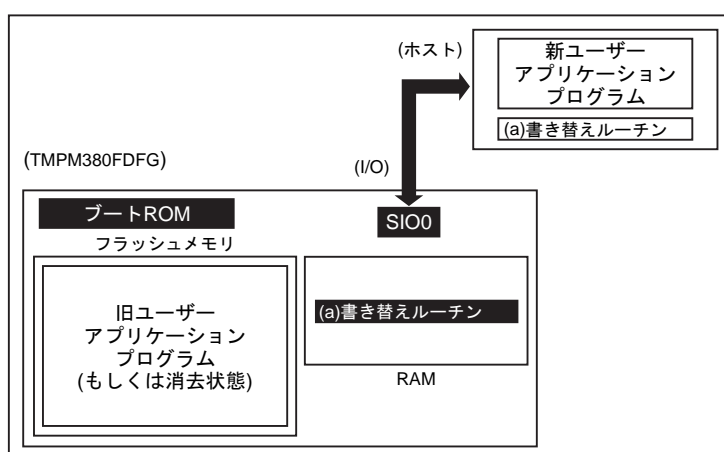 (ホスト)
新ユーザー
アプリケーション
プログラム
(a)書き替えルーチン
(TMPM380FDFG)
(I/O)
ブートROM
SIO0
フラッシュメモリ
旧ユーザー
アプリケーション
プログラム
(もしくは消去状態)
(a)書き替えルーチン
RAM